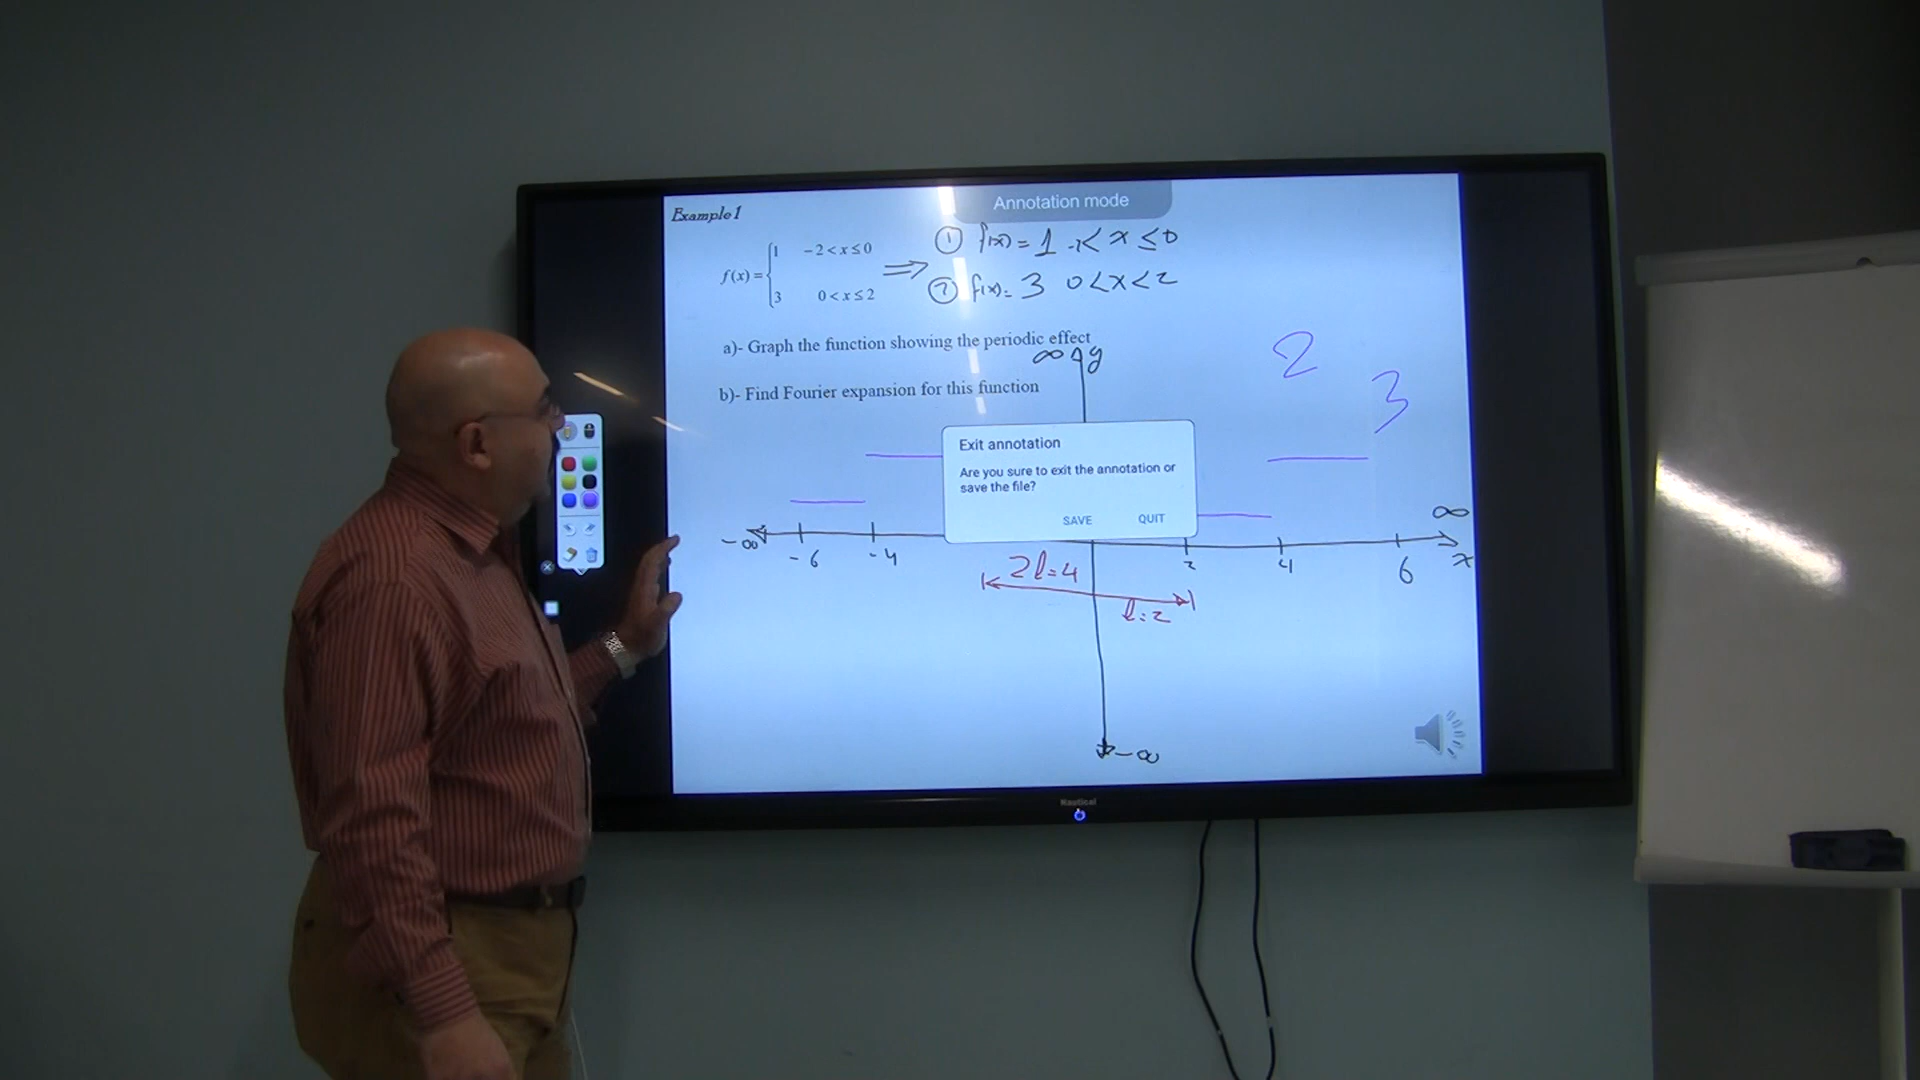 Annotation mode
Example 1
f(x) = { 1 -2 < x ≤ 0
3 0 < x ≤ 2
⇒ ① f(x) = 1 -2 < x ≤ 0
② f(x) = 3 0 < x < 2
a)- Graph the function showing the periodic effect
∞ y
2
3
b)- Find Fourier expansion for this function
Exit annotation
Are you sure to exit the annotation or
save the file?
SAVE QUIT
-∞ ∞
-6 -4 2 4 6 x
2l=4
l=2
-∞
Nautical